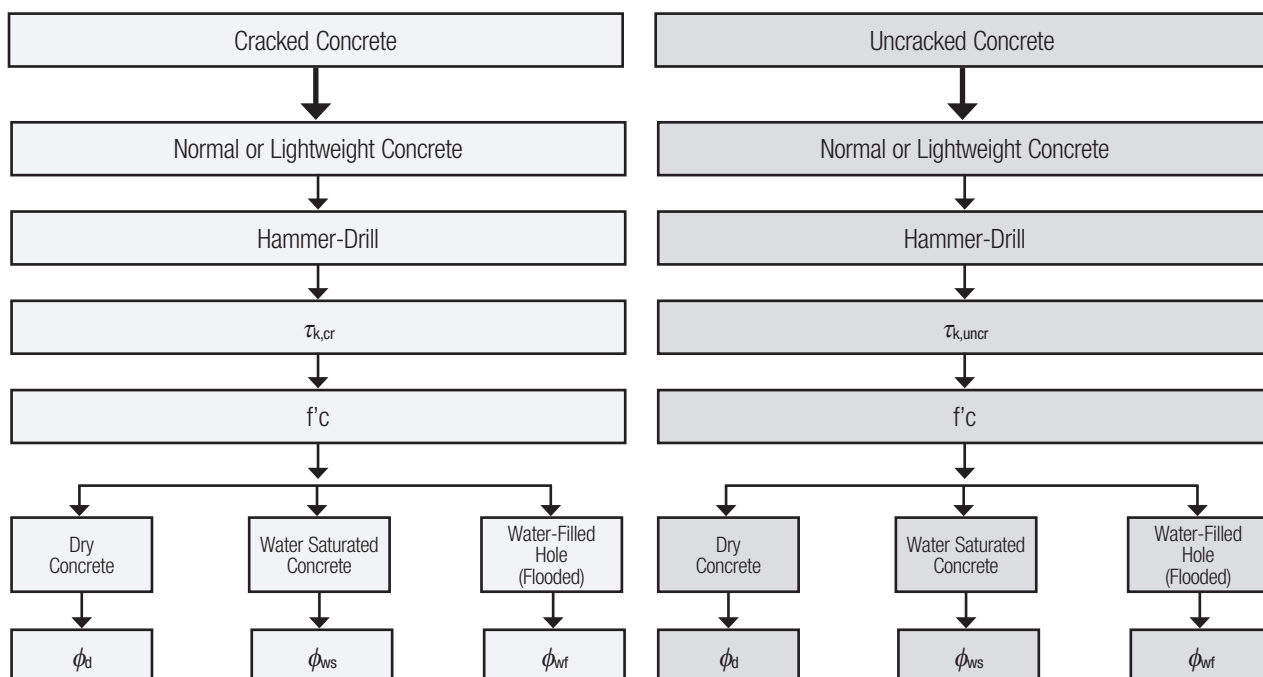 Cracked Concrete
Uncracked Concrete
Normal or Lightweight Concrete
Normal or Lightweight Concrete
Hammer-Drill
Hammer-Drill
τk,cr
τk,uncr
f'c
f'c
Dry
Concrete
Water Saturated
Concrete
Water-Filled
Hole
(Flooded)
Dry
Concrete
Water Saturated
Concrete
Water-Filled
Hole
(Flooded)
ϕd
ϕws
ϕwf
ϕd
ϕws
ϕwf